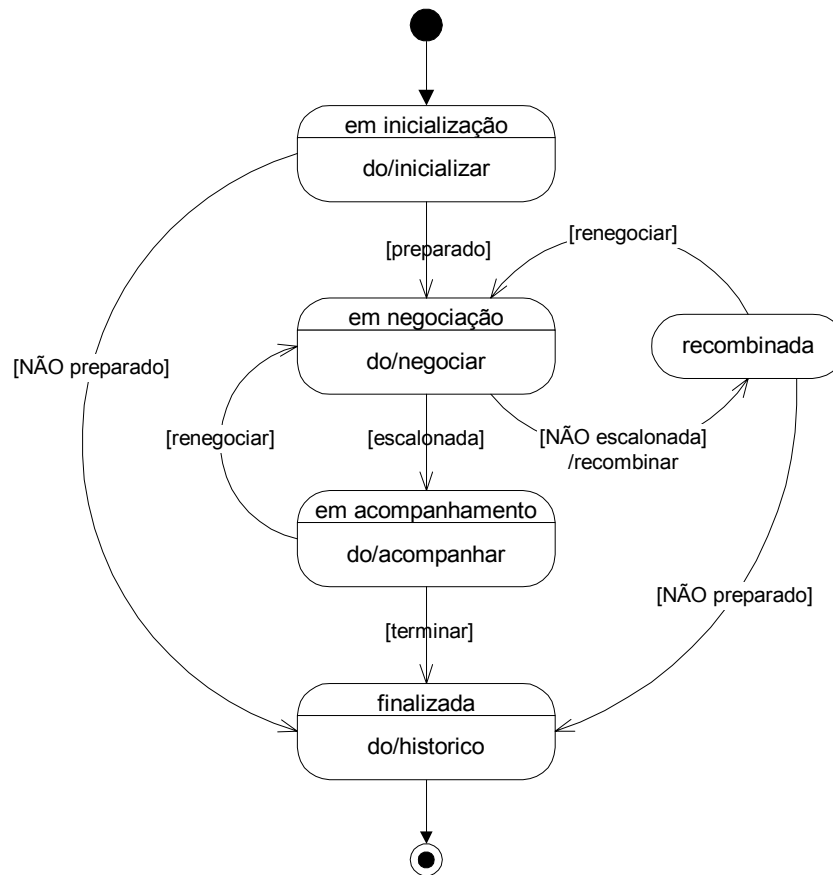 em inicialização
do/inicializar
[preparado]
[renegociar]
em negociação
do/negociar
recombinada
[NÃO preparado]
[renegociar]
[escalonada]
[NÃO escalonada]
/recombinar
em acompanhamento
do/acompanhar
[NÃO preparado]
[terminar]
finalizada
do/historico